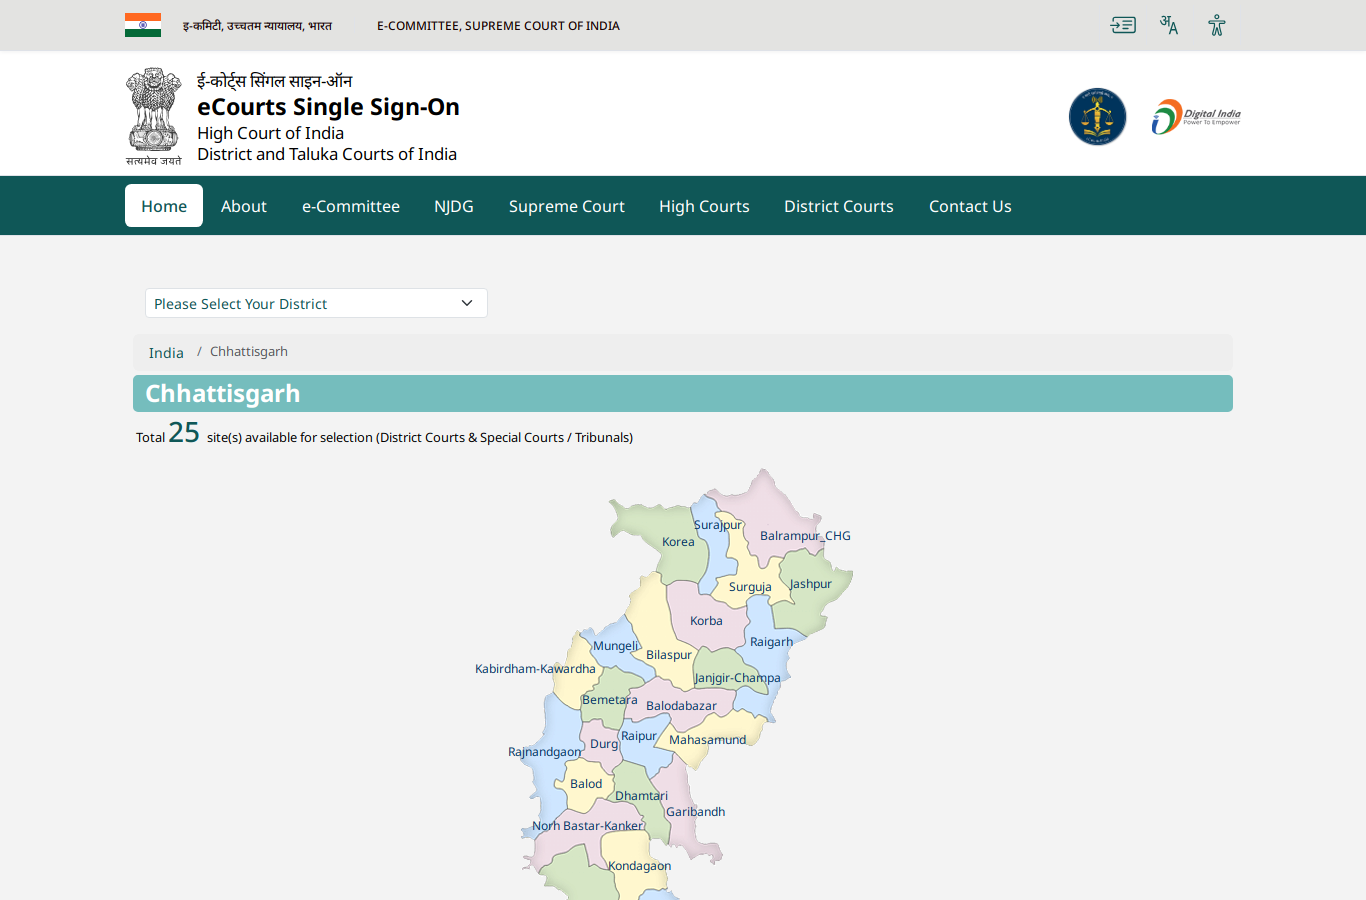 इ-कमिटी, उच्चतम न्यायालय, भारत
E-COMMITTEE, SUPREME COURT OF INDIA
अ A
सत्यमेव जयते
ई-कोर्ट्स सिंगल साइन-ऑन
eCourts Single Sign-On
High Court of India
District and Taluka Courts of India
Digital India
Power To Empower
Home About e-Committee NJDG Supreme Court High Courts District Courts Contact Us
Please Select Your District
India / Chhattisgarh
Chhattisgarh
Total 25 site(s) available for selection (District Courts & Special Courts / Tribunals)
Surajpur
Balrampur_CHG
Korea
Surguja
Jashpur
Korba
Raigarh
Mungeli
Bilaspur
Kabirdham-Kawardha
Janjgir-Champa
Bemetara
Balodabazar
Raipur
Mahasamund
Durg
Rajnandgaon
Balod
Dhamtari
Garibandh
Norh Bastar-Kanker
Kondagaon